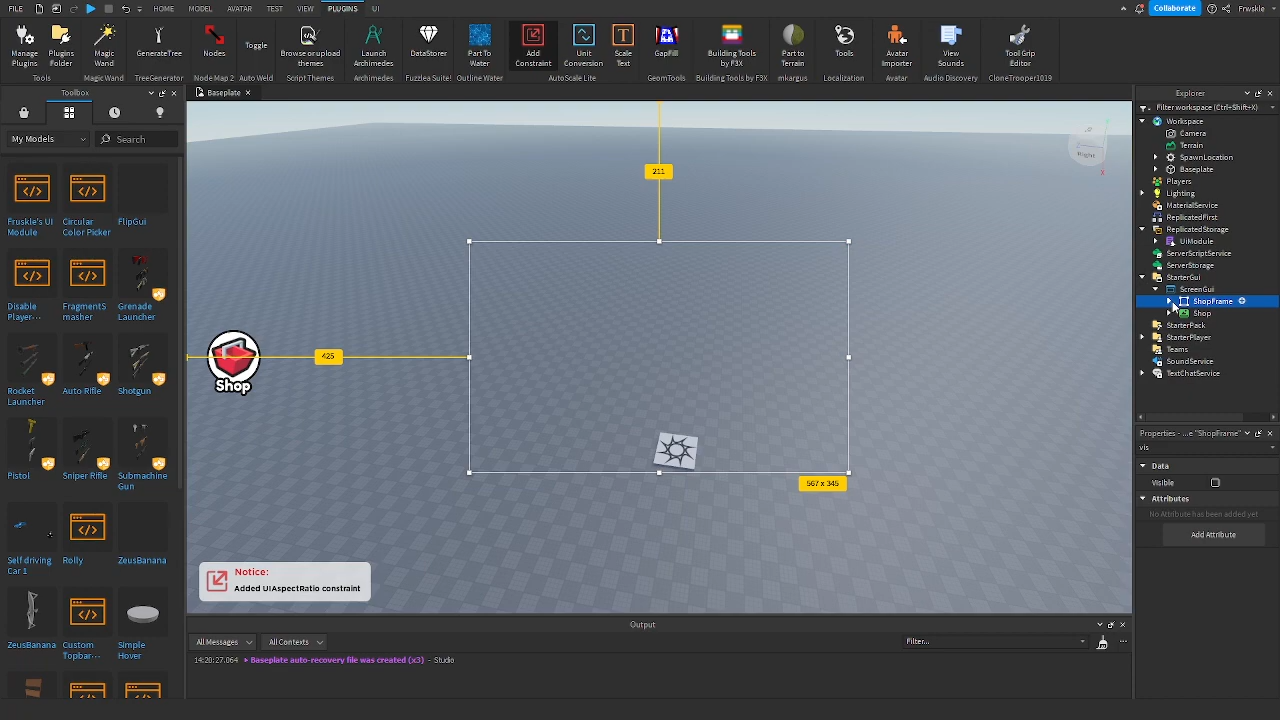 FILE
HOME
MODEL
AVATAR
TEST
VIEW
PLUGINS
UI
Collaborate
Fruskle
Manage Plugins
Plugins Folder
Magic Wand
GenerateTree
Nodes
Toggle
Browse or upload themes
Launch Archimedes
DataStorer
Part To Water
Add Constraint
Unit Conversion
Scale Text
GapFill
Building Tools by F3X
Part to Terrain
Tools
Avatar Importer
View Sounds
Tool Grip Editor
Tools
Magic Wand
TreeGenerator
Node Map 2
Auto Weld
Script Themes
Archimedes
Fuzzlea Suite!
Outline Water
AutoScale Lite
GeomTools
Building Tools by F3X
mkargus
Localization
Avatar
Audio Discovery
CloneTrooper1019
Toolbox
My Models
Search
Fruskle's UI Module
Circular Color Picker
FlipGui
Disable Player...
FragmentS masher
Grenade Launcher
Rocket Launcher
Auto Rifle
Shotgun
Pistol
Sniper Rifle
Submachine Gun
Self driving Car 1
Rolly
ZeusBanana
ZeusBanana
Custom Topbar...
Simple Hover
Baseplate
211
425
567 x 345
Right
X
Shop
Notice:
Added UIAspectRatio constraint
Output
All Messages
All Contexts
Filter...
14:20:27.064 Baseplate auto-recovery file was created (x3) - Studio
Explorer
Filter workspace (Ctrl+Shift+X)
Workspace
Camera
Terrain
SpawnLocation
Baseplate
Players
Lighting
MaterialService
ReplicatedFirst
ReplicatedStorage
UiModule
ServerScriptService
ServerStorage
StarterGui
ScreenGui
ShopFrame
Shop
StarterPack
StarterPlayer
Teams
SoundService
TextChatService
Properties - ...e "ShopFrame"
vis
Data
Visible
Attributes
No Attribute has been added yet
Add Attribute